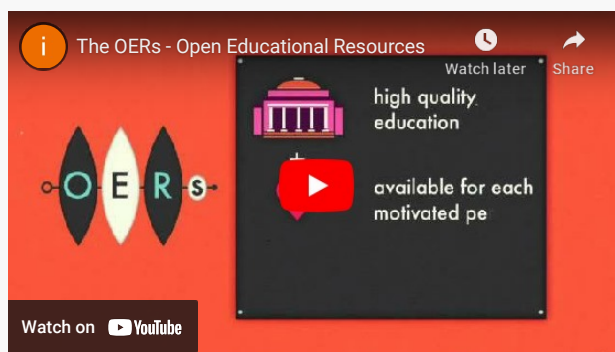 i
The OERs - Open Educational Resources
Watch later
Share
high quality
education
OERs
available for each
motivated pe
Watch on YouTube